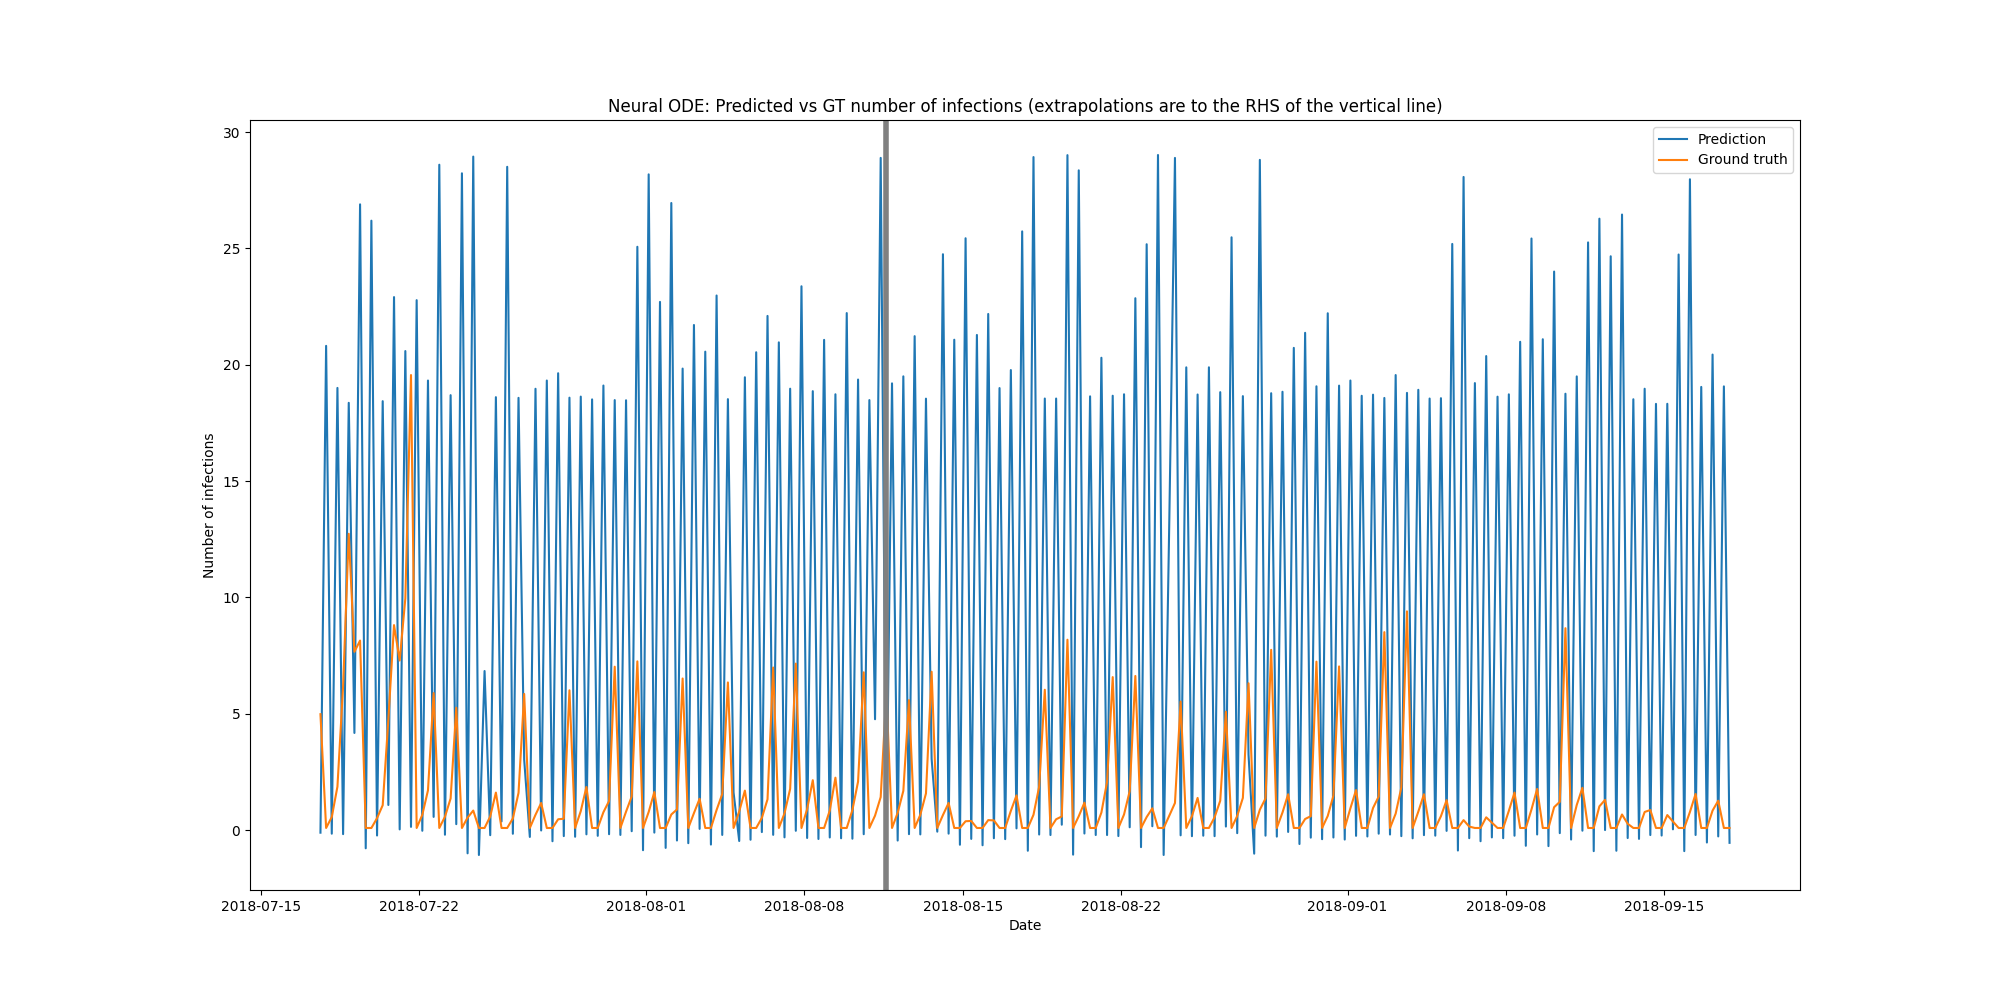 Neural ODE: Predicted vs GT number of infections (extrapolations are to the RHS of the vertical line)
Prediction
Ground truth
30
25
20
15
10
5
0
Number of infections
2018-07-15 2018-07-22 2018-08-01 2018-08-08 2018-08-15 2018-08-22 2018-09-01 2018-09-08 2018-09-15
Date